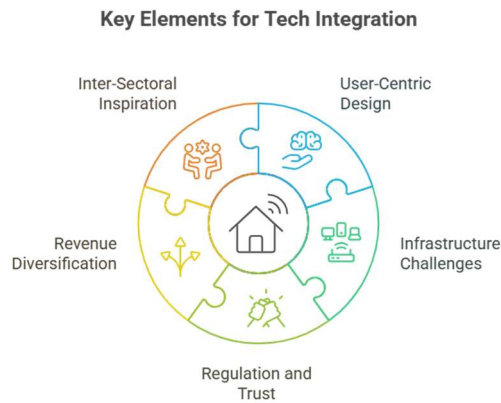 Key Elements for Tech Integration
Inter-Sectoral
Inspiration
User-Centric
Design
Revenue
Diversification
Infrastructure
Challenges
Regulation and
Trust